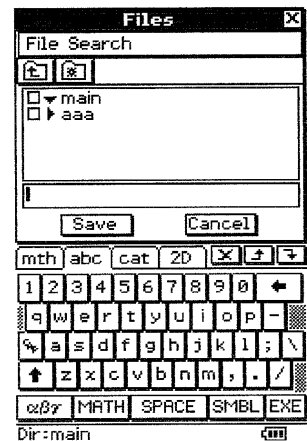 Files X
File Search
main
aaa
Save Cancel
mth abc cat 2D
1 2 3 4 5 6 7 8 9 0
q w e r t y u i o p -
a s d f g h j k l ; \
z x c v b n m , . /
αβγ MATH SPACE SMBL EXE
Dir:main